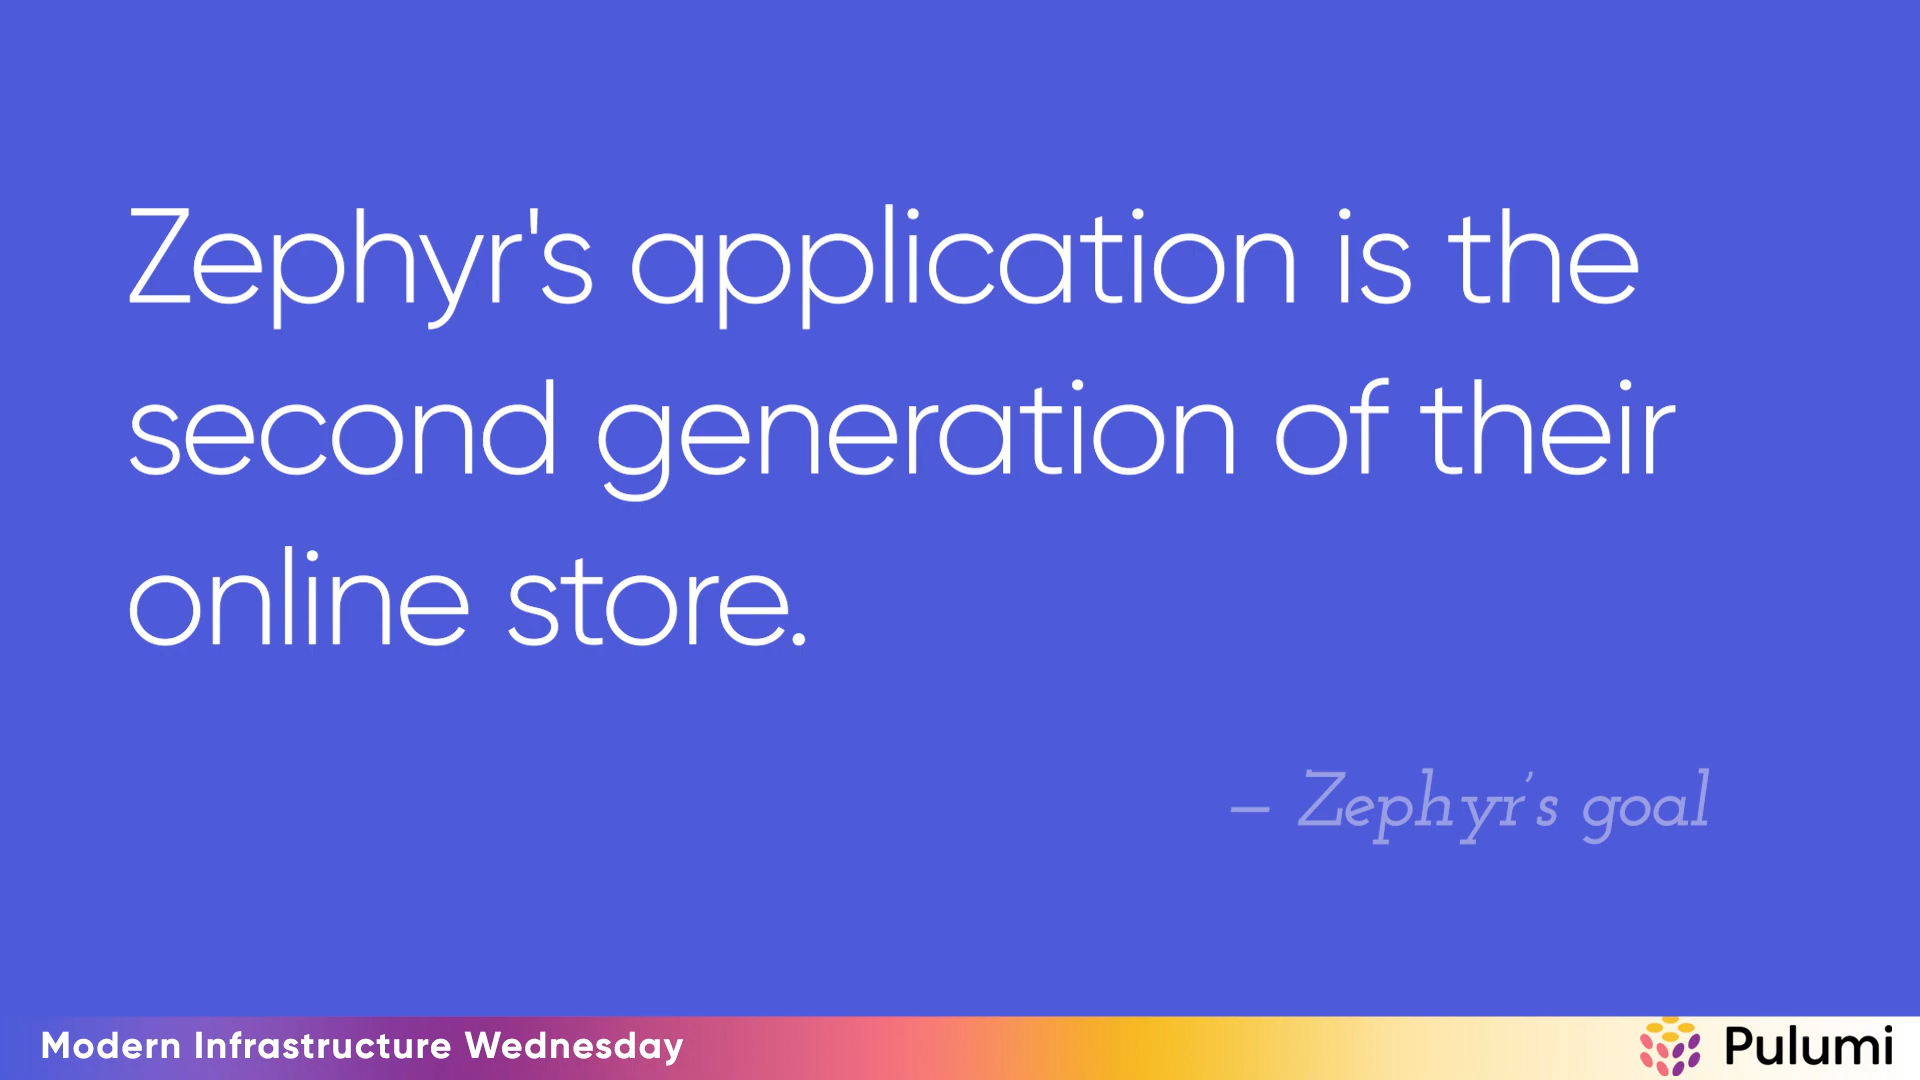 Zephyr's application is the
second generation of their
online store.
– Zephyr's goal
Modern Infrastructure Wednesday
Pulumi